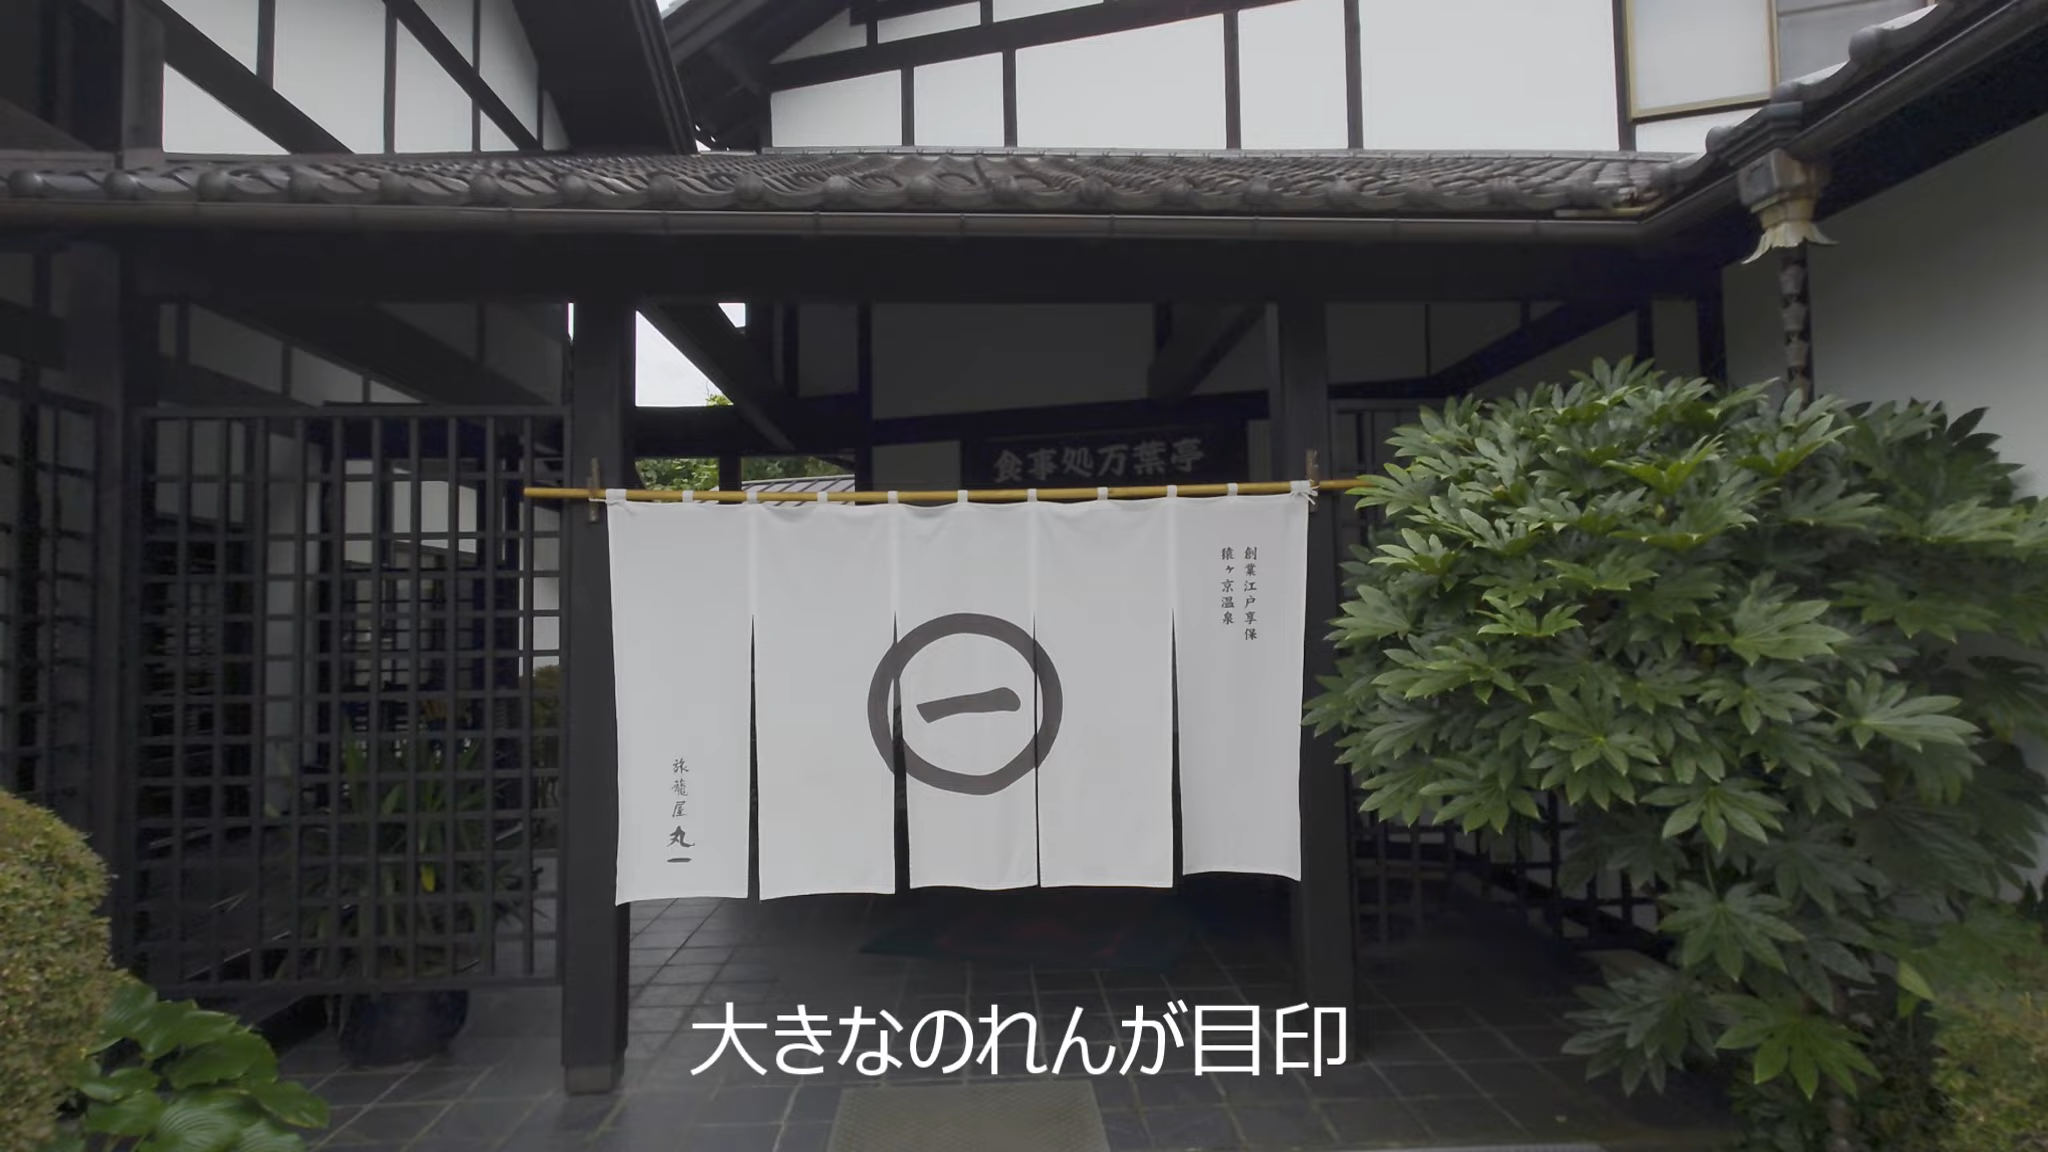 食事処万葉亭
創業江戸享保
猿ヶ京温泉
一
旅籠屋
丸一
大きなのれんが目印